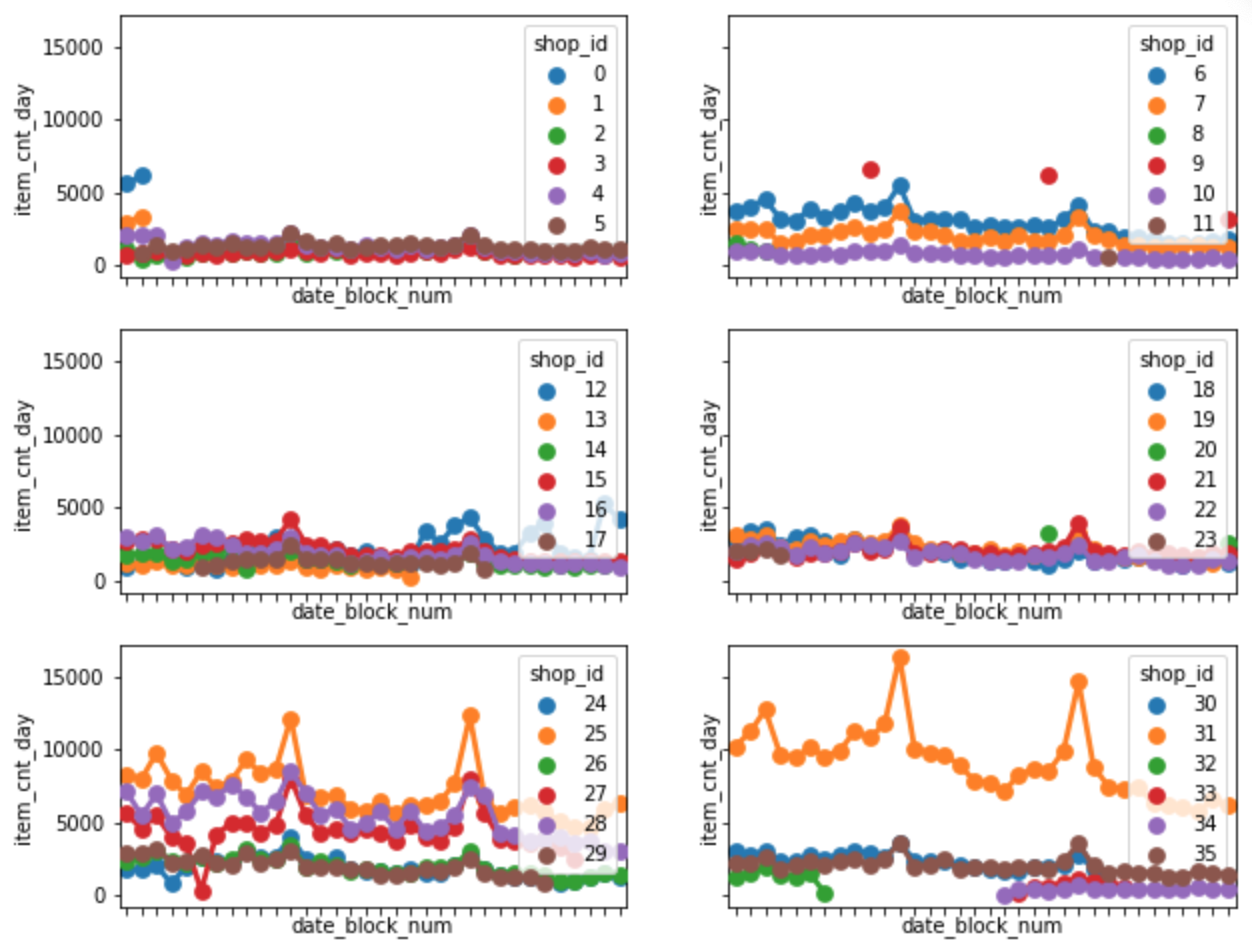 15000
10000
5000
0
item_cnt_day
date_block_num
shop_id
0
1
2
3
4
5
item_cnt_day
date_block_num
shop_id
6
7
8
9
10
11
15000
10000
5000
0
item_cnt_day
date_block_num
shop_id
12
13
14
15
16
17
item_cnt_day
date_block_num
shop_id
18
19
20
21
22
23
15000
10000
5000
0
item_cnt_day
date_block_num
shop_id
24
25
26
27
28
29
item_cnt_day
date_block_num
shop_id
30
31
32
33
34
35